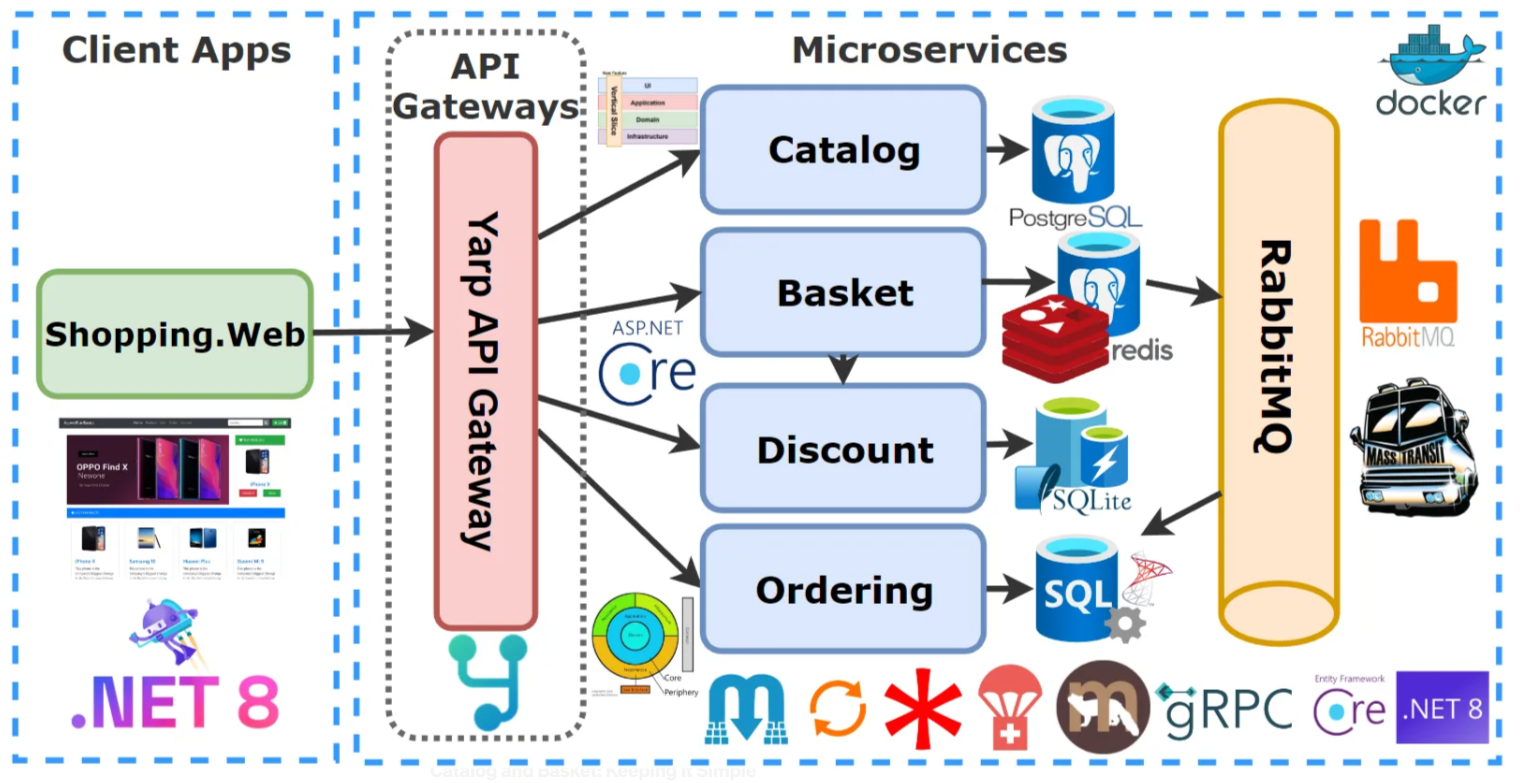 Client Apps
API
Gateways
Microservices
docker
Vertical Slice
UI
Application
Domain
Infrastructure
Catalog
PostgreSQL
Yarp API Gateway
Shopping.Web
Basket
redis
ASP.NET
Core
RabbitMQ
RabbitMQ
OPPO Find X
Discount
SQLite
MASS TRANSIT
Ordering
SQL
Core
Periphery
.NET 8
m
gRPC
Entity Framework
Core
.NET 8
Catalog and Basket: Keeping It Simple